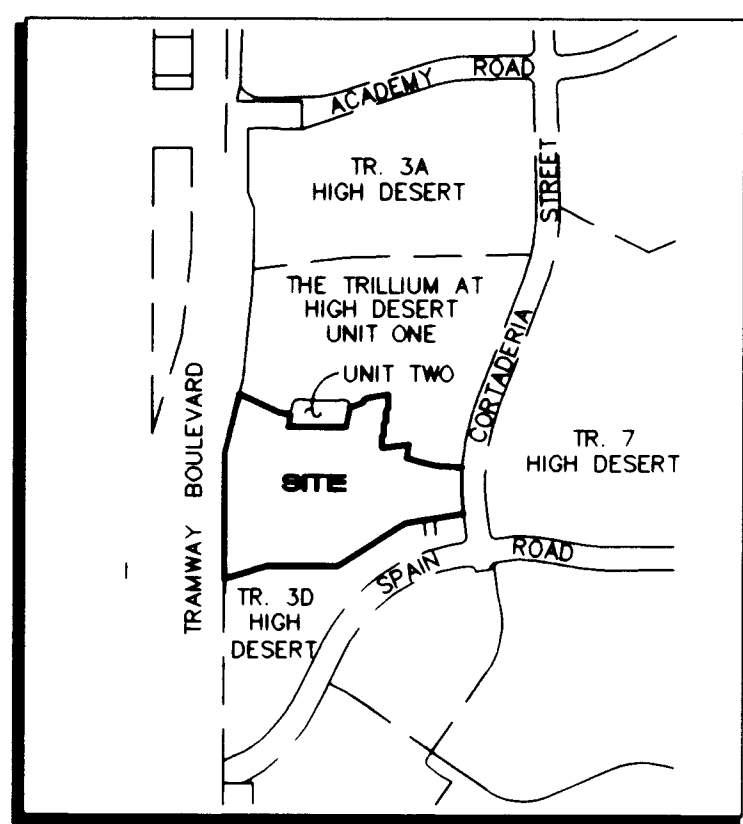 ACADEMY ROAD
TR. 3A
HIGH DESERT
STREET
THE TRILLIUM AT
HIGH DESERT
UNIT ONE
UNIT TWO
CORTADERIA
TRAMWAY BOULEVARD
SITE
TR. 7
HIGH DESERT
SPAIN ROAD
TR. 3D
HIGH
DESERT